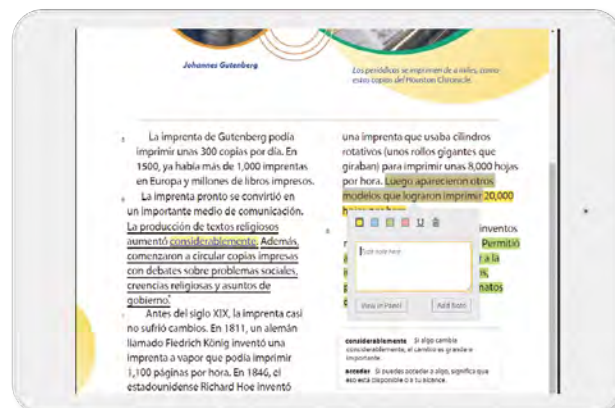 Johannes Gutenberg
Los periódicos se imprimen de a miles, como
estas copias del Houston Chronicle.
La imprenta de Gutenberg podía
imprimir unas 300 copias por día. En
1500, ya había más de 1,000 imprentas
en Europa y millones de libros impresos.
La imprenta pronto se convirtió en
un importante medio de comunicación.
La producción de textos religiosos
aumentó considerablemente. Además,
comenzaron a circular copias impresas
con debates sobre problemas sociales,
creencias religiosas y asuntos de
gobierno.
Antes del siglo XIX, la imprenta casi
no sufrió cambios. En 1811, un alemán
llamado Fiedrich König inventó una
imprenta a vapor que podía imprimir
1,100 páginas por hora. En 1846, el
estadounidense Richard Hoe inventó
una imprenta que usaba cilindros
rotativos (unos rollos gigantes que
giraban) para imprimir unas 8,000 hojas
por hora. Luego aparecieron otros
modelos que lograron imprimir 20,000
inventos
Permitió
a la
U
Type note here
View in Panel
Add Note
considerablemente Si algo cambia
considerablemente, el cambio es grande e
importante.
acceder Si puedes acceder a algo, significa que
eso está disponible o a tu alcance.